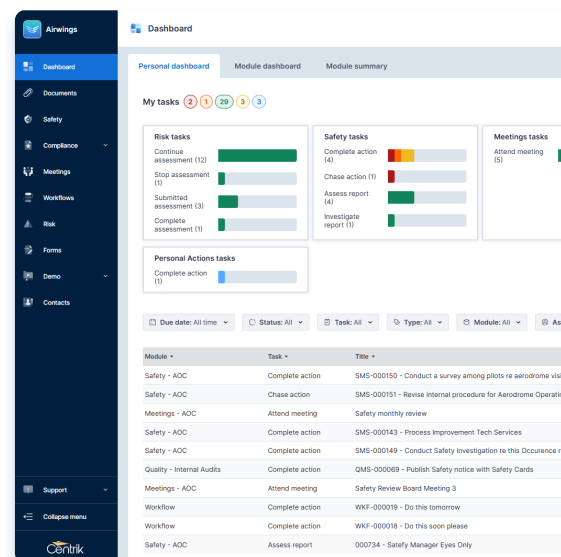 Airwings
Dashboard
Documents
Safety
Compliance
Meetings
Workflows
Risk
Forms
Demo
Contacts
Support
Collapse menu
Centrik
Dashboard
Personal dashboard
Module dashboard
Module summary
My tasks 2 1 29 3 3
Risk tasks
Continue
assessment (12)
Stop assessment
(1)
Submitted
assessment (3)
Complete
assessment (1)
Safety tasks
Complete action
(4)
Chase action (1)
Assess report
(4)
Investigate
report (1)
Meetings tasks
Attend meeting
(5)
Personal Actions tasks
Complete action
(1)
Due date: All time
Status: All
Task: All
Type: All
Module: All
As
Module Task Title
Safety - AOC Complete action SMS-000150 - Conduct a survey among pilots re aerodrome visi
Safety - AOC Chase action SMS-000151 - Revise internal procedure for Aerodrome Operatin
Meetings - AOC Attend meeting Safety monthly review
Safety - AOC Complete action SMS-000143 - Process Improvement Tech Services
Safety - AOC Complete action SMS-000149 - Conduct Safety Investigation re this Occurence r
Quality - Internal Audits Complete action QMS-000069 - Publish Safety notice with Safety Cards
Meetings - AOC Attend meeting Safety Review Board Meeting 3
Workflow Complete action WKF-000019 - Do this tomorrow
Workflow Complete action WKF-000018 - Do this soon please
Safety - AOC Assess report 000734 - Satefy Manager Eyes Only